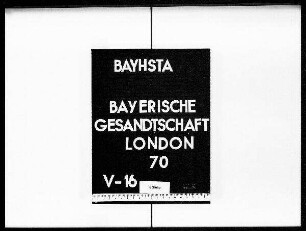 BAYHSTA
BAYERISCHE
GESANDTSCHAFT
LONDON
70
V-16